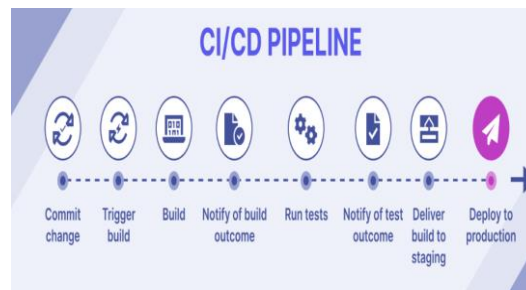 CI/CD PIPELINE
Commit
change
Trigger
build
Build
Notify of build
outcome
Run tests
Notify of test
outcome
Deliver
build to
staging
Deploy to
production